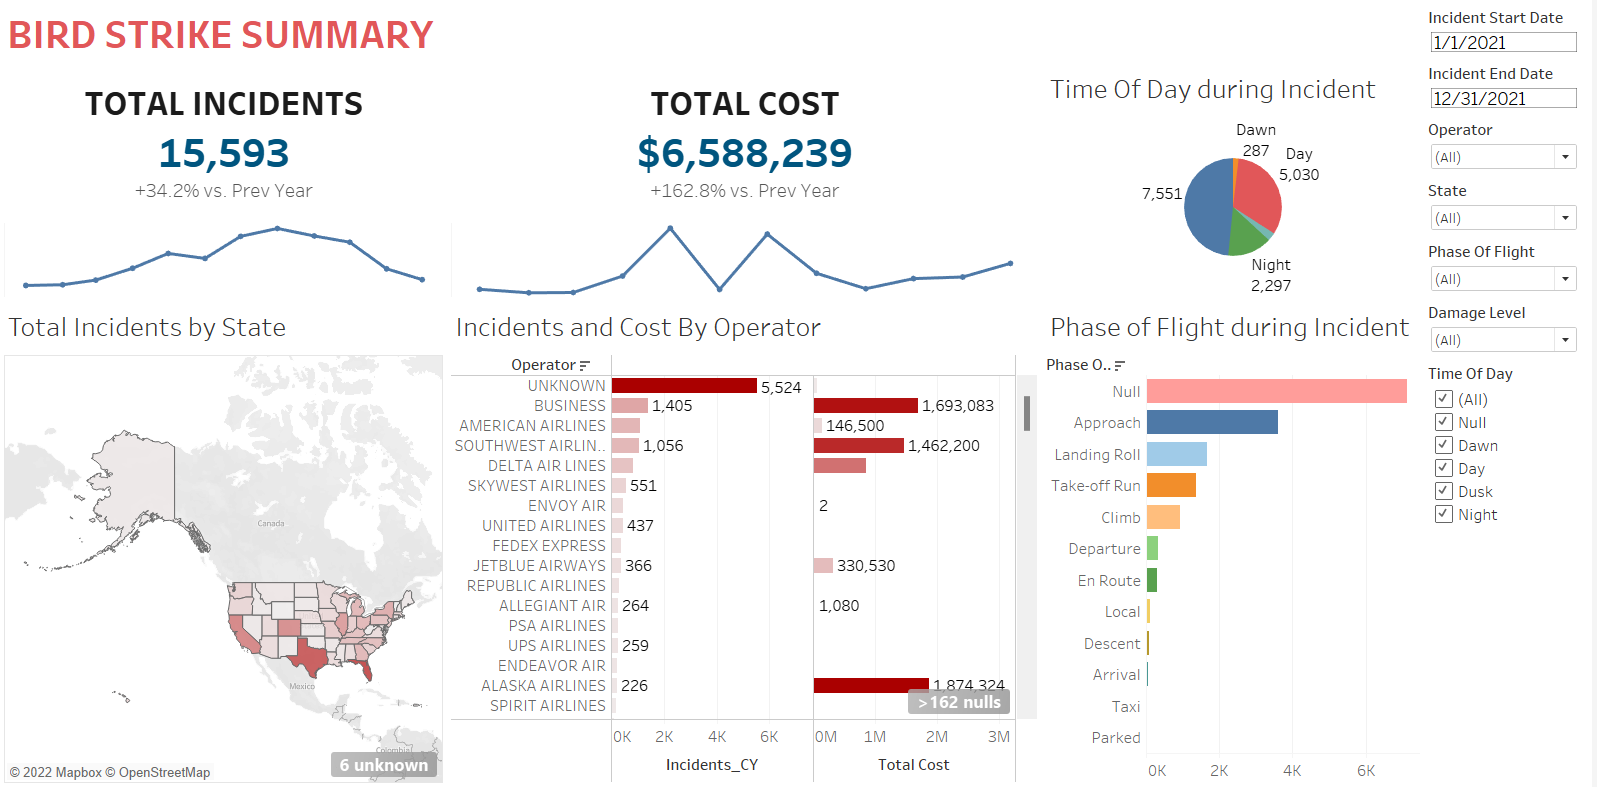 BIRD STRIKE SUMMARY
TOTAL INCIDENTS
15,593
+34.2% vs. Prev Year
TOTAL COST
$6,588,239
+162.8% vs. Prev Year
Time Of Day during Incident
Dawn
287
Day
5,030
7,551
Night
2,297
Incident Start Date
1/1/2021
Incident End Date
12/31/2021
Operator
(All)
State
(All)
Phase Of Flight
(All)
Damage Level
(All)
Time Of Day
(All)
Null
Dawn
Day
Dusk
Night
Total Incidents by State
Canada
Mexico
Colombia
6 unknown
© 2022 Mapbox © OpenStreetMap
Incidents and Cost By Operator
Operator
UNKNOWN 5,524
BUSINESS 1,405 1,693,083
AMERICAN AIRLINES 146,500
SOUTHWEST AIRLIN.. 1,056 1,462,200
DELTA AIR LINES
SKYWEST AIRLINES 551
ENVOY AIR 2
UNITED AIRLINES 437
FEDEX EXPRESS
JETBLUE AIRWAYS 366 330,530
REPUBLIC AIRLINES
ALLEGIANT AIR 264 1,080
PSA AIRLINES
UPS AIRLINES 259
ENDEAVOR AIR
ALASKA AIRLINES 226 1,874,324
SPIRIT AIRLINES
>162 nulls
0K 2K 4K 6K 0M 1M 2M 3M
Incidents_CY Total Cost
Phase of Flight during Incident
Phase O..
Null
Approach
Landing Roll
Take-off Run
Climb
Departure
En Route
Local
Descent
Arrival
Taxi
Parked
0K 2K 4K 6K